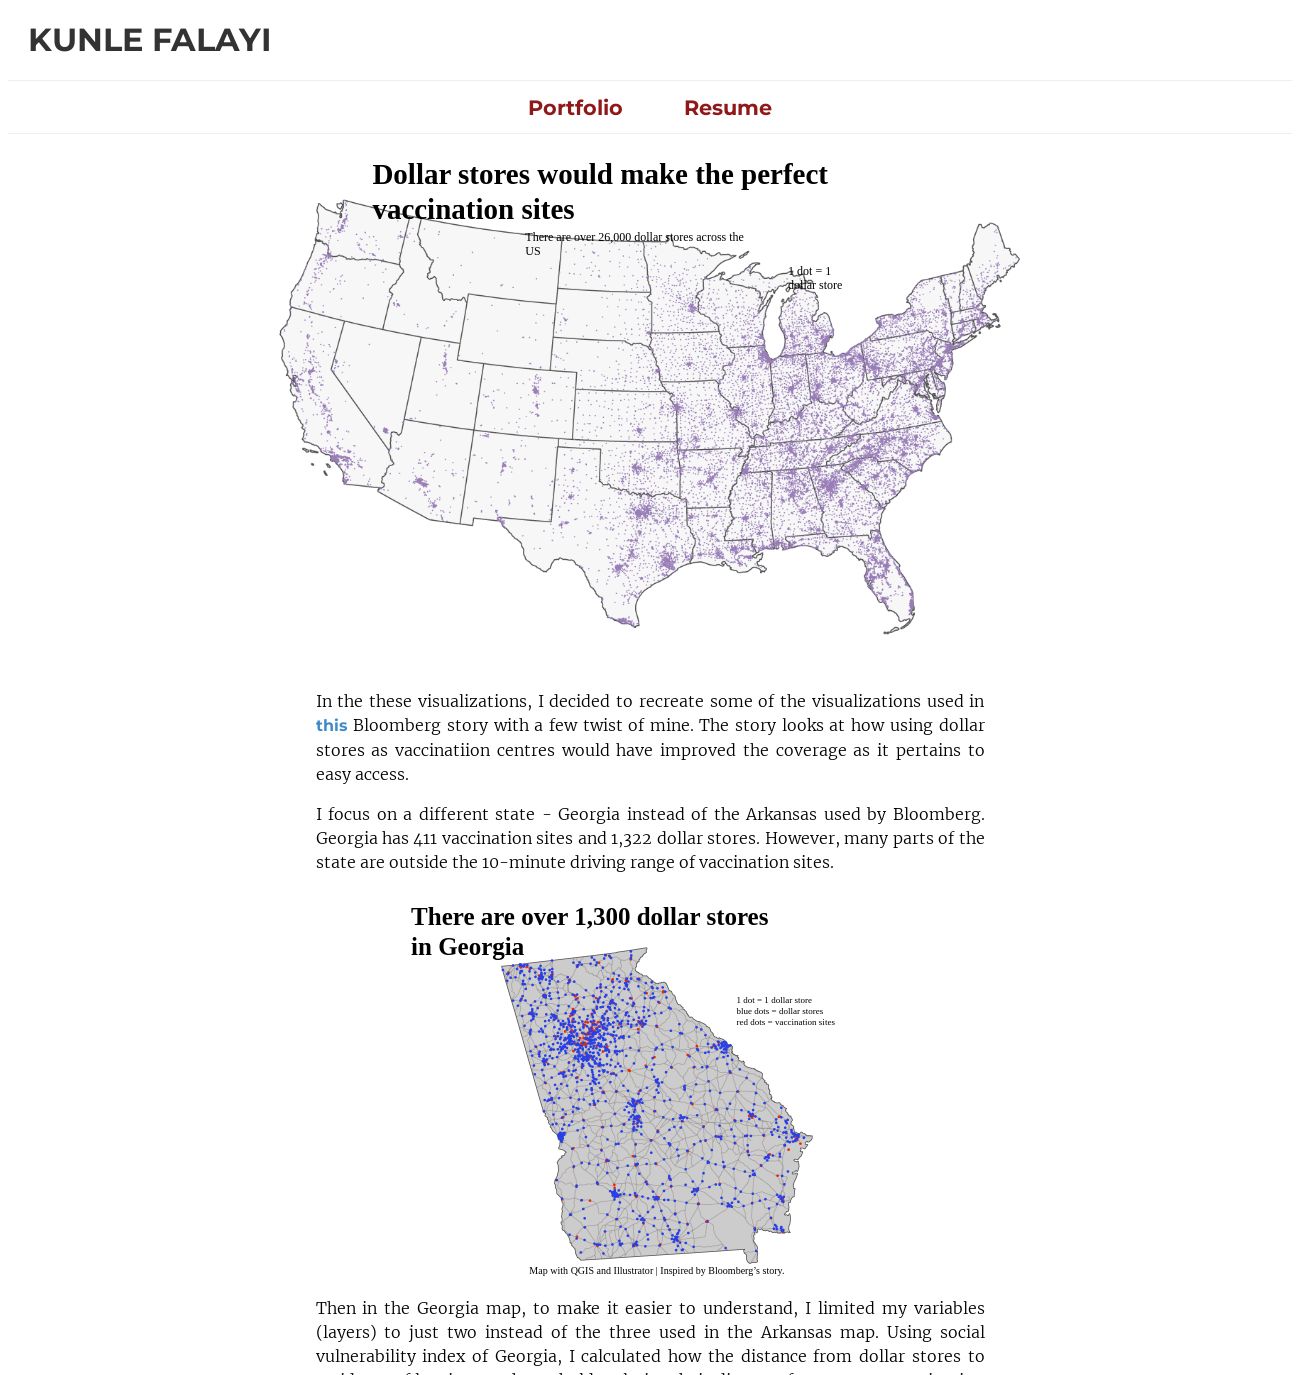 KUNLE FALAYI
Portfolio Resume
Dollar stores would make the perfect
vaccination sites
There are over 26,000 dollar stores across the
US
1 dot = 1
dollar store
In the these visualizations, I decided to recreate some of the visualizations used in
this Bloomberg story with a few twist of mine. The story looks at how using dollar
stores as vaccinatiion centres would have improved the coverage as it pertains to
easy access.
I focus on a different state - Georgia instead of the Arkansas used by Bloomberg.
Georgia has 411 vaccination sites and 1,322 dollar stores. However, many parts of the
state are outside the 10-minute driving range of vaccination sites.
There are over 1,300 dollar stores
in Georgia
1 dot = 1 dollar store
blue dots = dollar stores
red dots = vaccination sites
Map with QGIS and Illustrator | Inspired by Bloomberg's story.
Then in the Georgia map, to make it easier to understand, I limited my variables
(layers) to just two instead of the three used in the Arkansas map. Using social
vulnerability index of Georgia, I calculated how the distance from dollar stores to